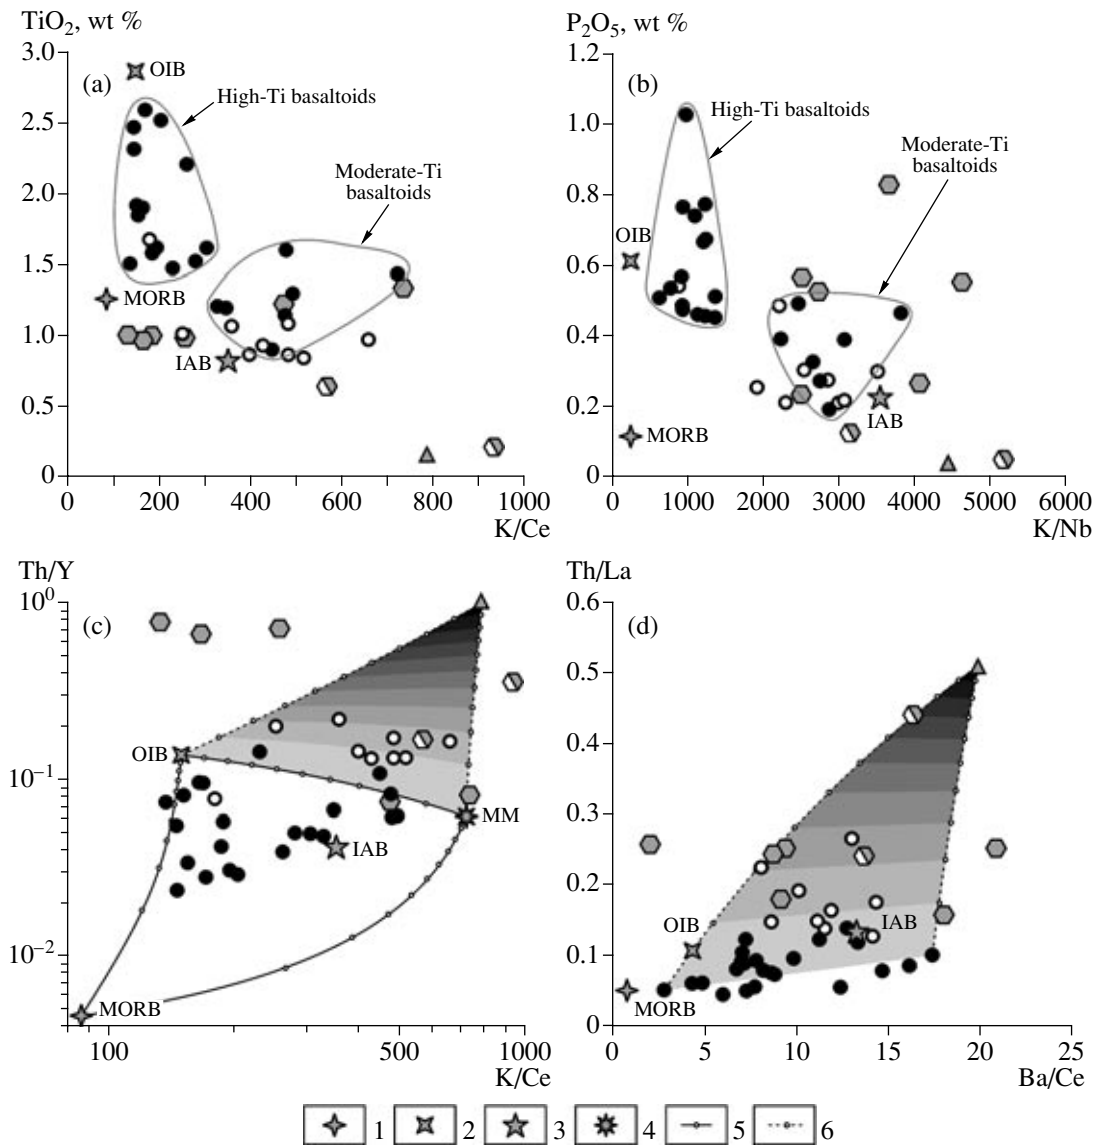 TiO2, wt %
3.0
(a)
OIB
High-Ti basaltoids
2.5
Moderate-Ti
basaltoids
2.0
1.5
MORB
1.0
IAB
0.5
0
0 200 400 600 800 1000
K/Ce
P2O5, wt %
1.2
(b)
High-Ti basaltoids
1.0
Moderate-Ti
basaltoids
0.8
OIB
0.6
0.4
IAB
0.2
MORB
0
0 1000 2000 3000 4000 5000 6000
K/Nb
Th/Y
10^0
(c)
OIB
10^-1
MM
IAB
10^-2
MORB
100 500 1000
K/Ce
Th/La
0.6
(d)
0.5
0.4
0.3
0.2
IAB
OIB
0.1
MORB
0
0 5 10 15 20 25
Ba/Ce
1 2 3 4 5 6